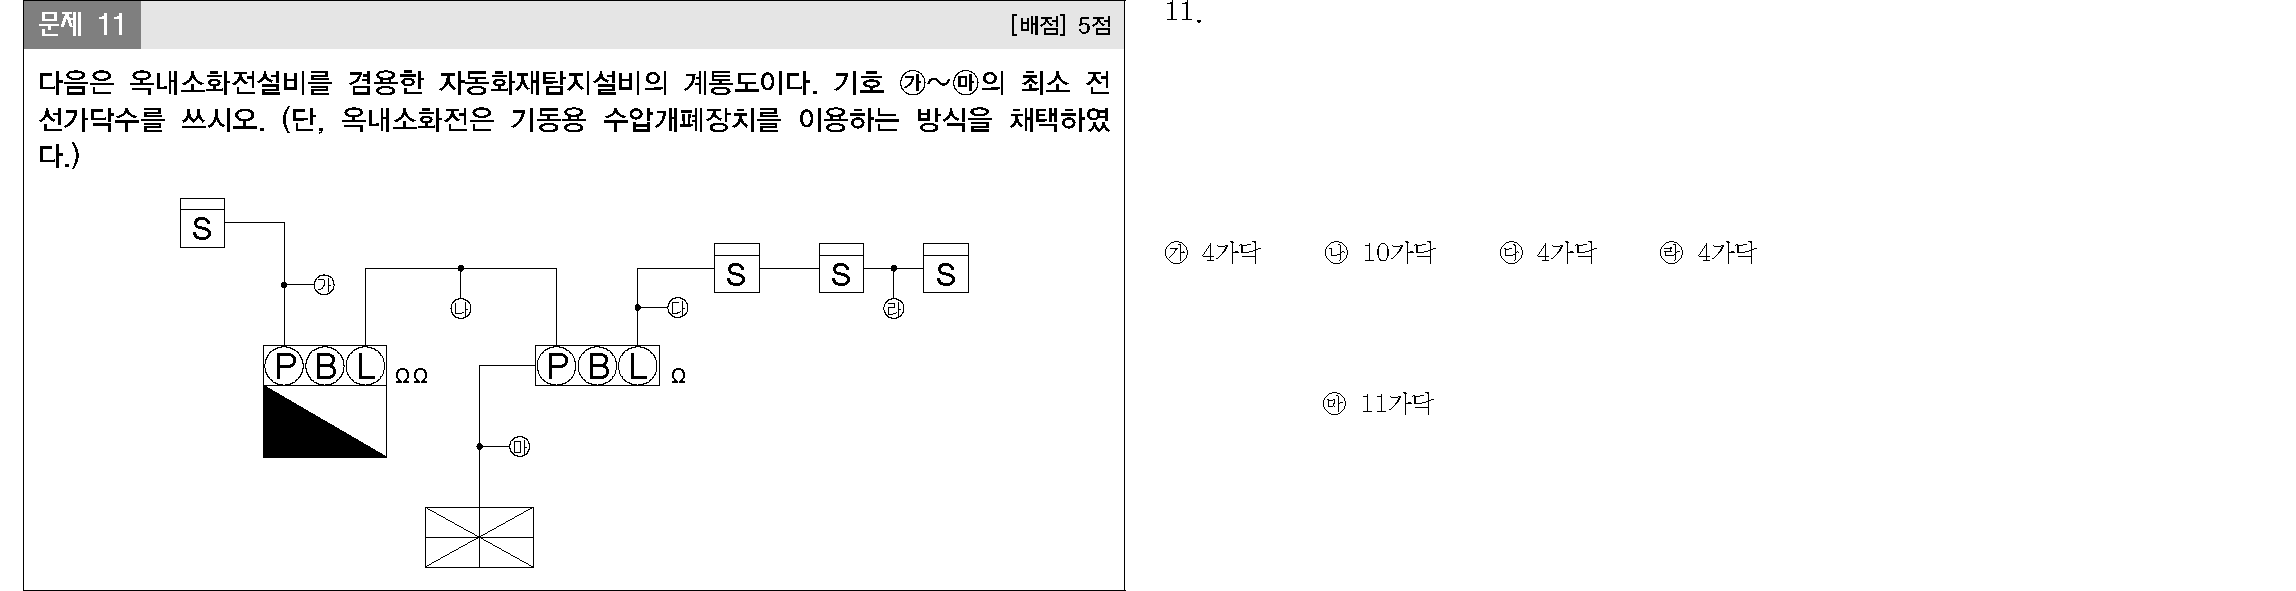 문제 11
[배점] 5점
다음은 옥내소화전설비를 겸용한 자동화재탐지설비의 계통도이다. 기호 ㉮~㉲의 최소 전
선가닥수를 쓰시오. (단, 옥내소화전은 기동용 수압개폐장치를 이용하는 방식을 채택하였
다.)
S
㉮
㉯
S S S
㉰
㉱
P B L ΩΩ
P B L Ω
㉲
11.
㉮ 4가닥 ㉯ 10가닥 ㉰ 4가닥 ㉱ 4가닥
㉲ 11가닥